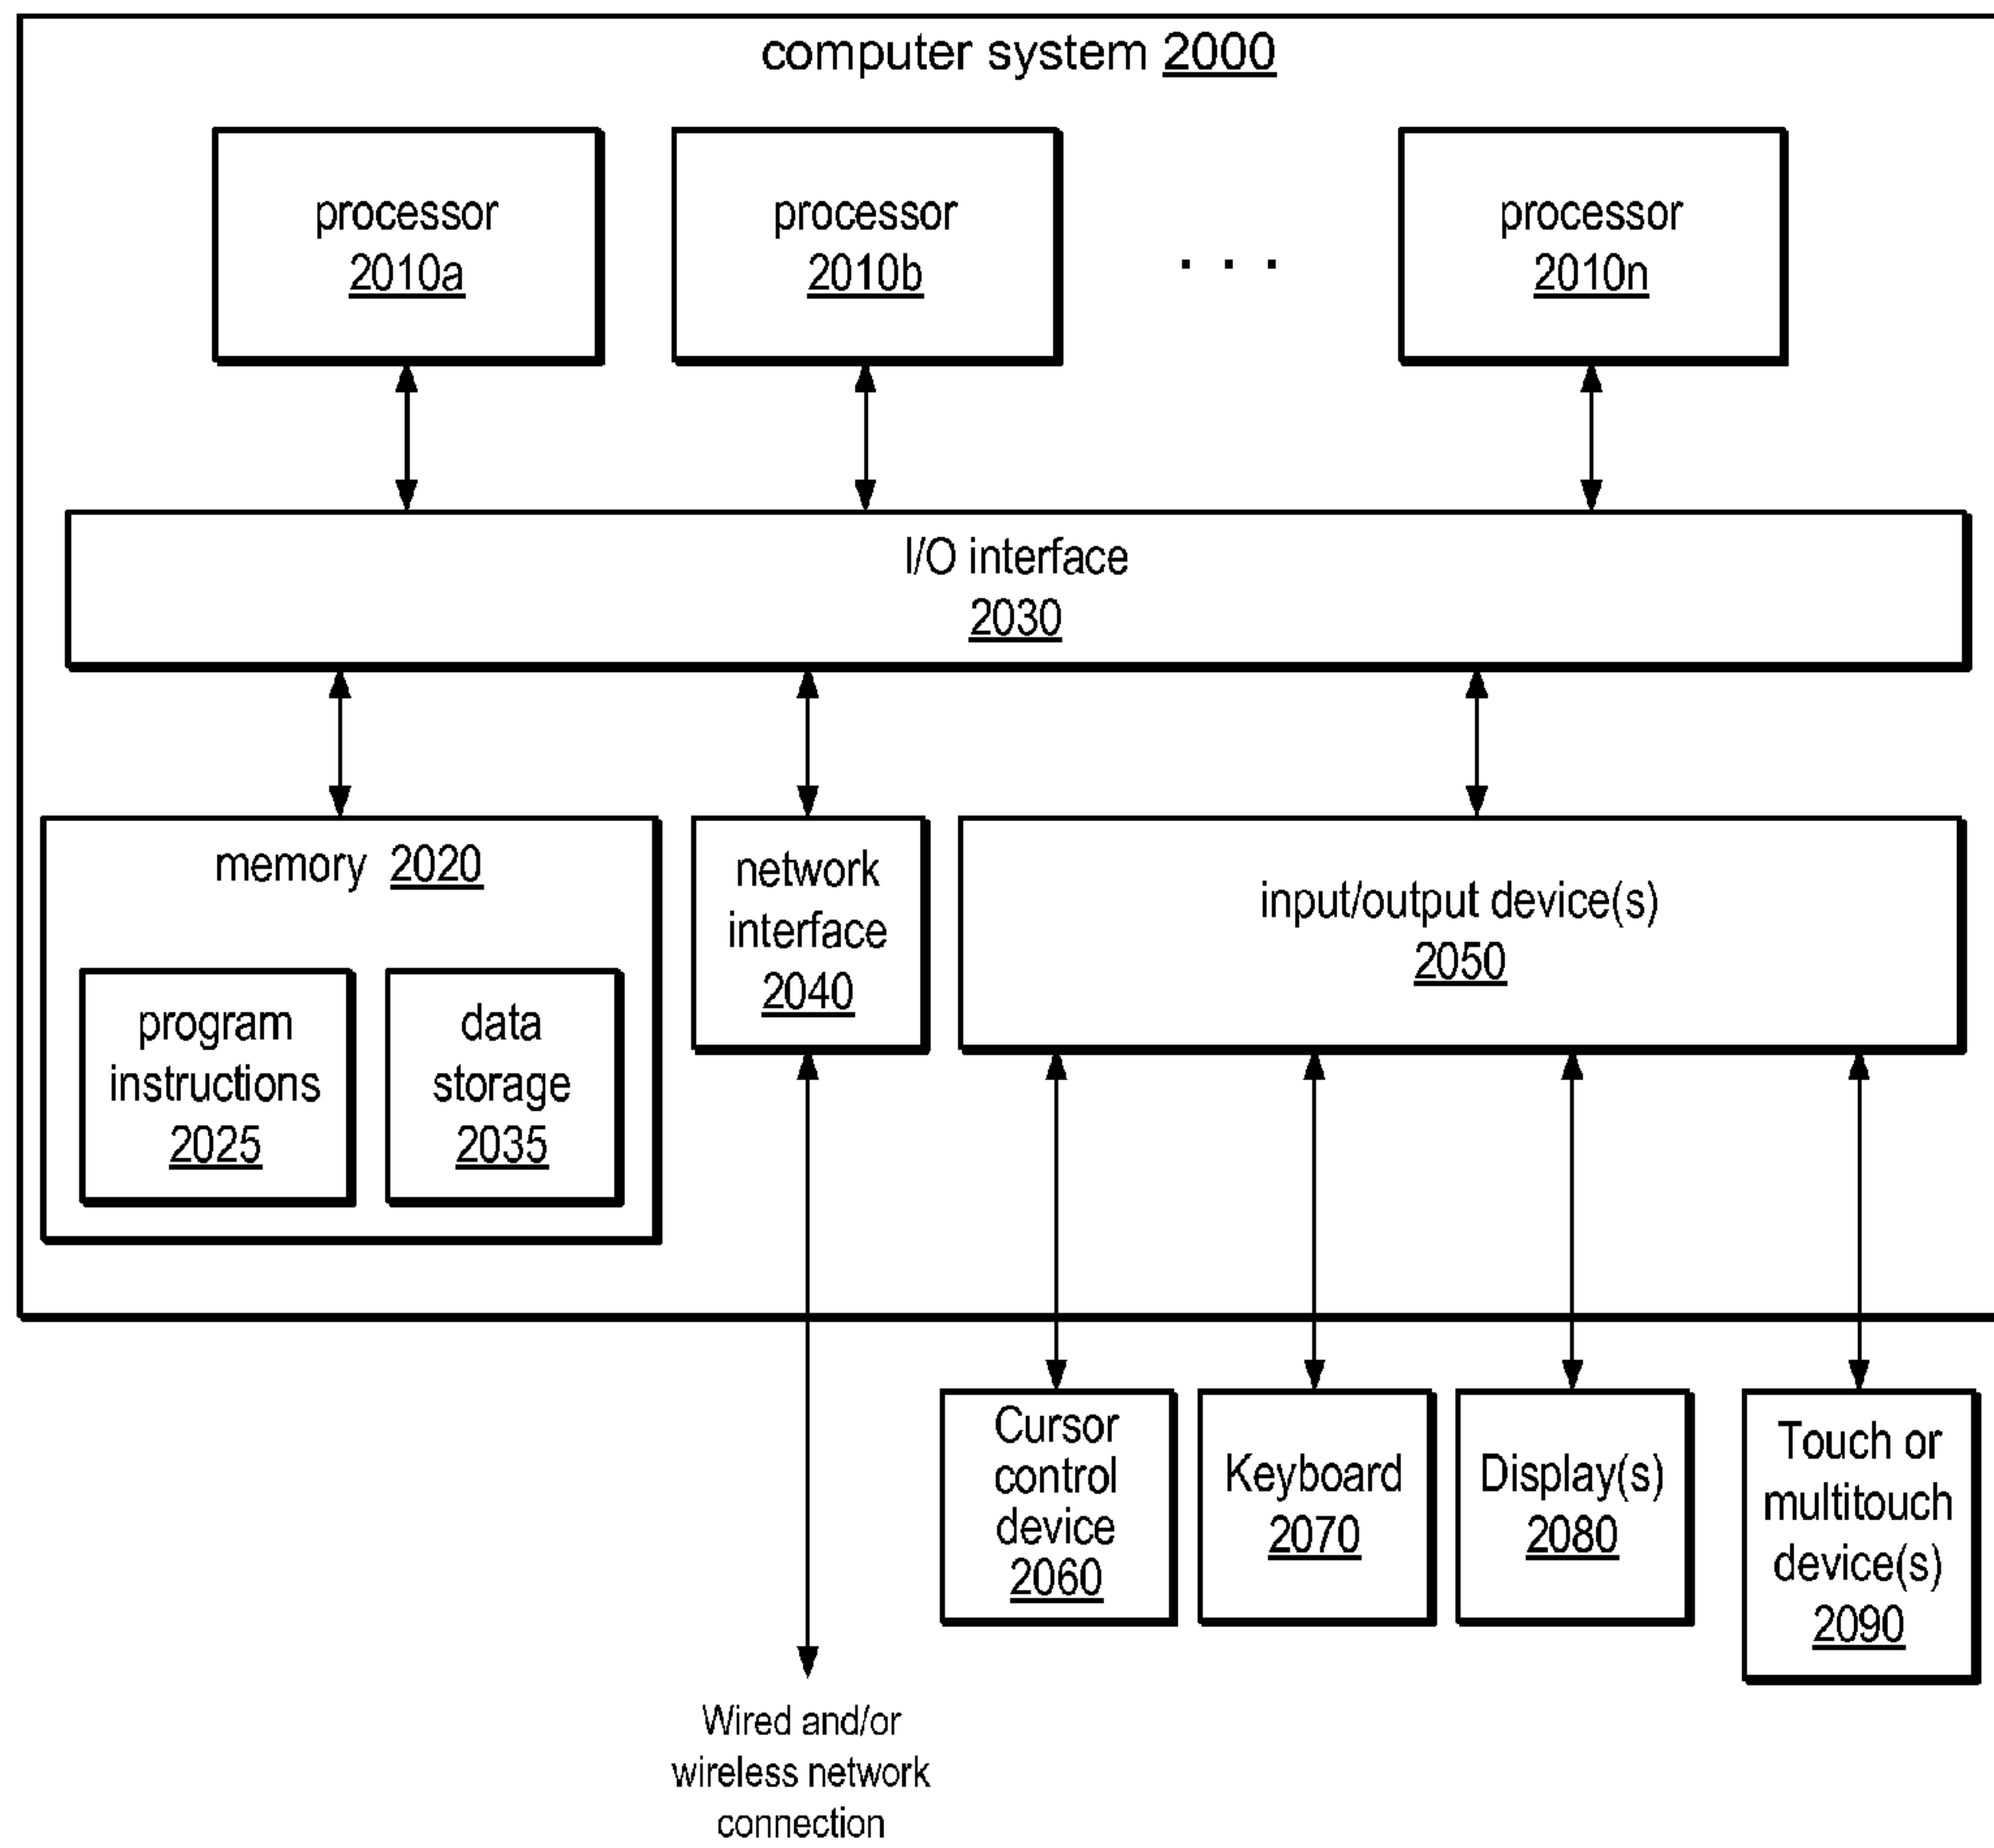 computer system 2000
processor
2010a
processor
2010b
. . .
processor
2010n
I/O interface
2030
memory 2020
program
instructions
2025
data
storage
2035
network
interface
2040
input/output device(s)
2050
Cursor
control
device
2060
Keyboard
2070
Display(s)
2080
Touch or
multitouch
device(s)
2090
Wired and/or
wireless network
connection